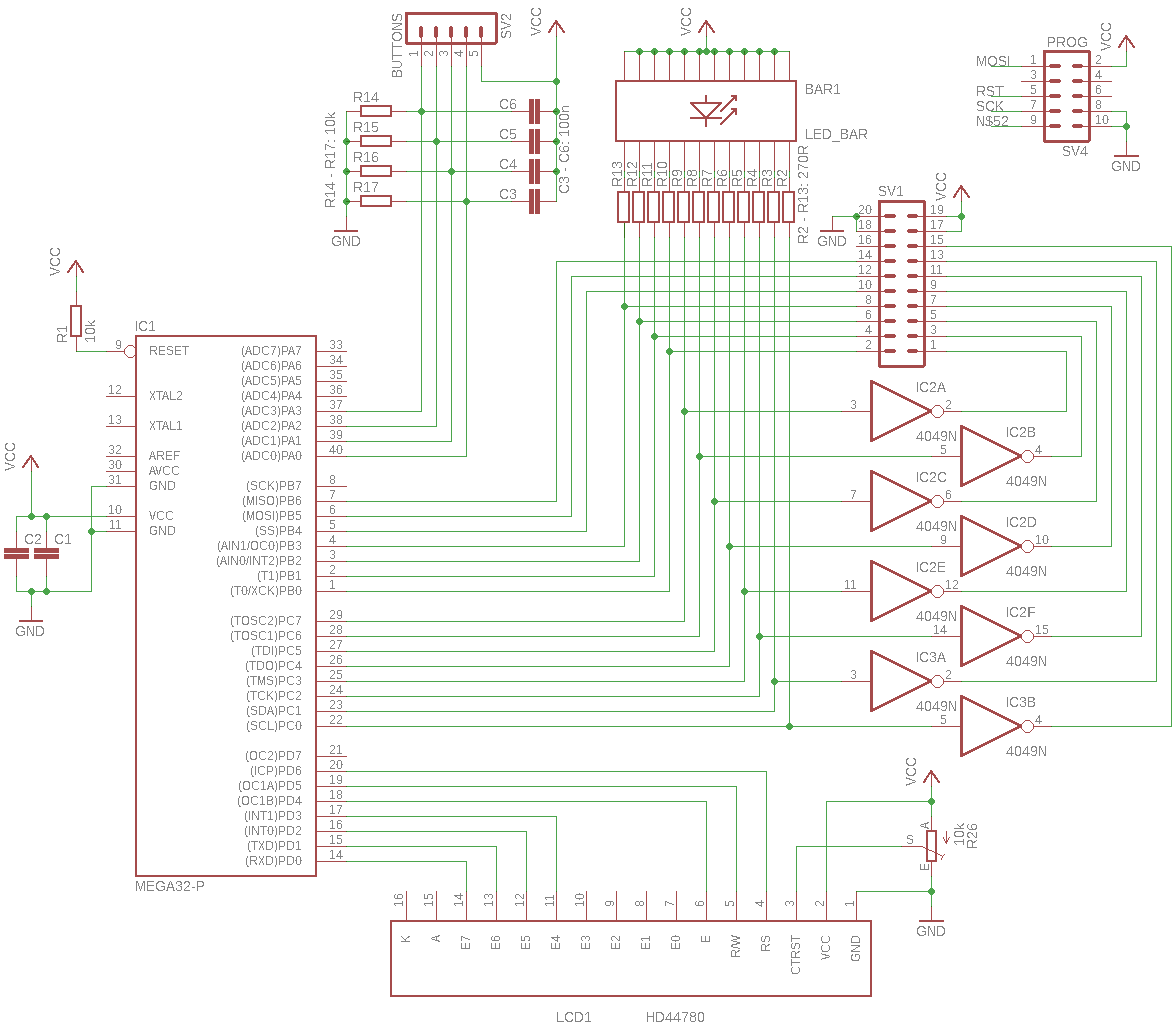 BUTTONS
SV2
1
2
3
4
5
VCC
R14
R15
R16
R17
R14 - R17: 10k
GND
C6
C5
C4
C3
C3 - C6: 100n
VCC
BAR1
LED_BAR
R13
R12
R11
R10
R9
R8
R7
R6
R5
R4
R3
R2
R2 - R13: 270R
PROG
VCC
MOSI 1 2
3 4
RST 5 6
SCK 7 8
NS52 9 10
SV4
GND
SV1
VCC
GND
20 19
18 17
16 15
14 13
12 11
10 9
8 7
6 5
4 3
2 1
VCC
R1
10k
IC1
9 RESET (ADC7)PA7 33
(ADC6)PA6 34
(ADC5)PA5 35
12 XTAL2 (ADC4)PA4 36
(ADC3)PA3 37
13 XTAL1 (ADC2)PA2 38
(ADC1)PA1 39
32 AREF (ADC0)PA0 40
30 AVCC
31 GND (SCK)PB7 8
(MISO)PB6 7
10 VCC (MOSI)PB5 6
11 GND (SS)PB4 5
(AIN1/OC0)PB3 4
(AIN0/INT2)PB2 3
(T1)PB1 2
(T0/XCK)PB0 1
(TOSC2)PC7 29
(TOSC1)PC6 28
(TDI)PC5 27
(TDO)PC4 26
(TMS)PC3 25
(TCK)PC2 24
(SDA)PC1 23
(SCL)PC0 22
(OC2)PD7 21
(ICP)PD6 20
(OC1A)PD5 19
(OC1B)PD4 18
(INT1)PD3 17
(INT0)PD2 16
(TXD)PD1 15
(RXD)PD0 14
MEGA32-P
VCC
C2
C1
GND
IC2A
3 2
4049N
IC2B
5 4
4049N
IC2C
7 6
4049N
IC2D
9 10
4049N
IC2E
11 12
4049N
IC2F
14 15
4049N
IC3A
3 2
4049N
IC3B
5 4
4049N
VCC
A
S
E
10k
R26
GND
16
15
14
13
12
11
10
9
8
7
6
5
4
3
2
1
K
A
E7
E6
E5
E4
E3
E2
E1
E0
E
R/W
RS
CTRST
VCC
GND
LCD1 HD44780